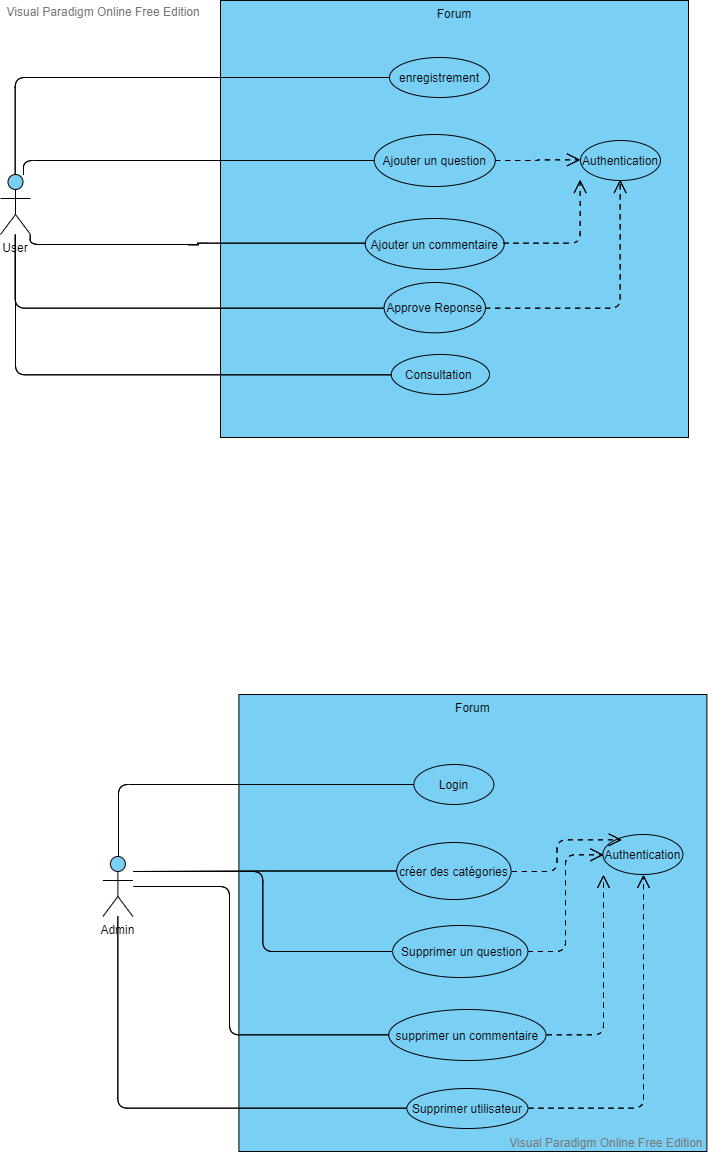 Visual Paradigm Online Free Edition
Forum
enregistrement
Ajouter un question
Authentication
User
Ajouter un commentaire
Approve Reponse
Consultation
Forum
Login
créer des catégories
Authentication
Admin
Supprimer un question
supprimer un commentaire
Supprimer utilisateur
Visual Paradigm Online Free Edition